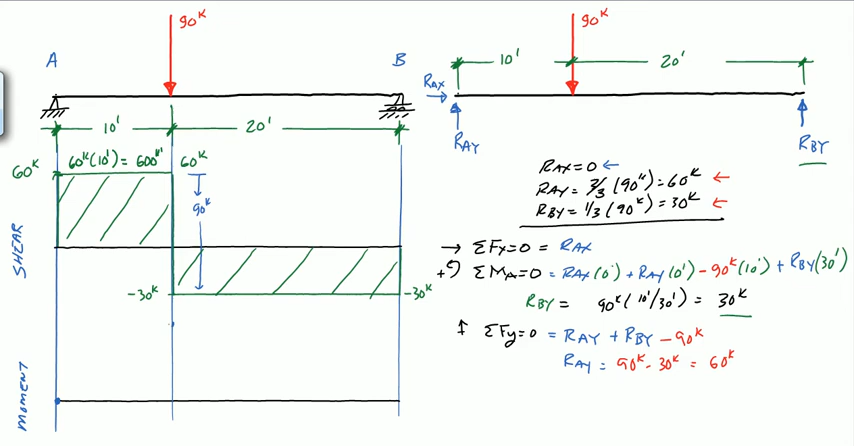 90ᴷ
A
B
10'
20'
60ᴷ
60ᴷ(10') = 600ᴷ'
60ᴷ
90ᴷ
-30ᴷ
-30ᴷ
SHEAR
MOMENT
90ᴷ
10'
20'
RAX
RAY
RBY
RAX = 0 ←
RAY = 2/3 (90ᴷ) = 60ᴷ ←
RBY = 1/3 (90ᴷ) = 30ᴷ ←
→ ΣFx=0 = RAX
+↺ ΣMA=0 = RAX(0') + RAY(0') - 90ᴷ(10') + RBY(30')
RBY = 90ᴷ(10'/30') = 30ᴷ
↑ ΣFy=0 = RAY + RBY - 90ᴷ
RAY = 90ᴷ - 30ᴷ = 60ᴷ